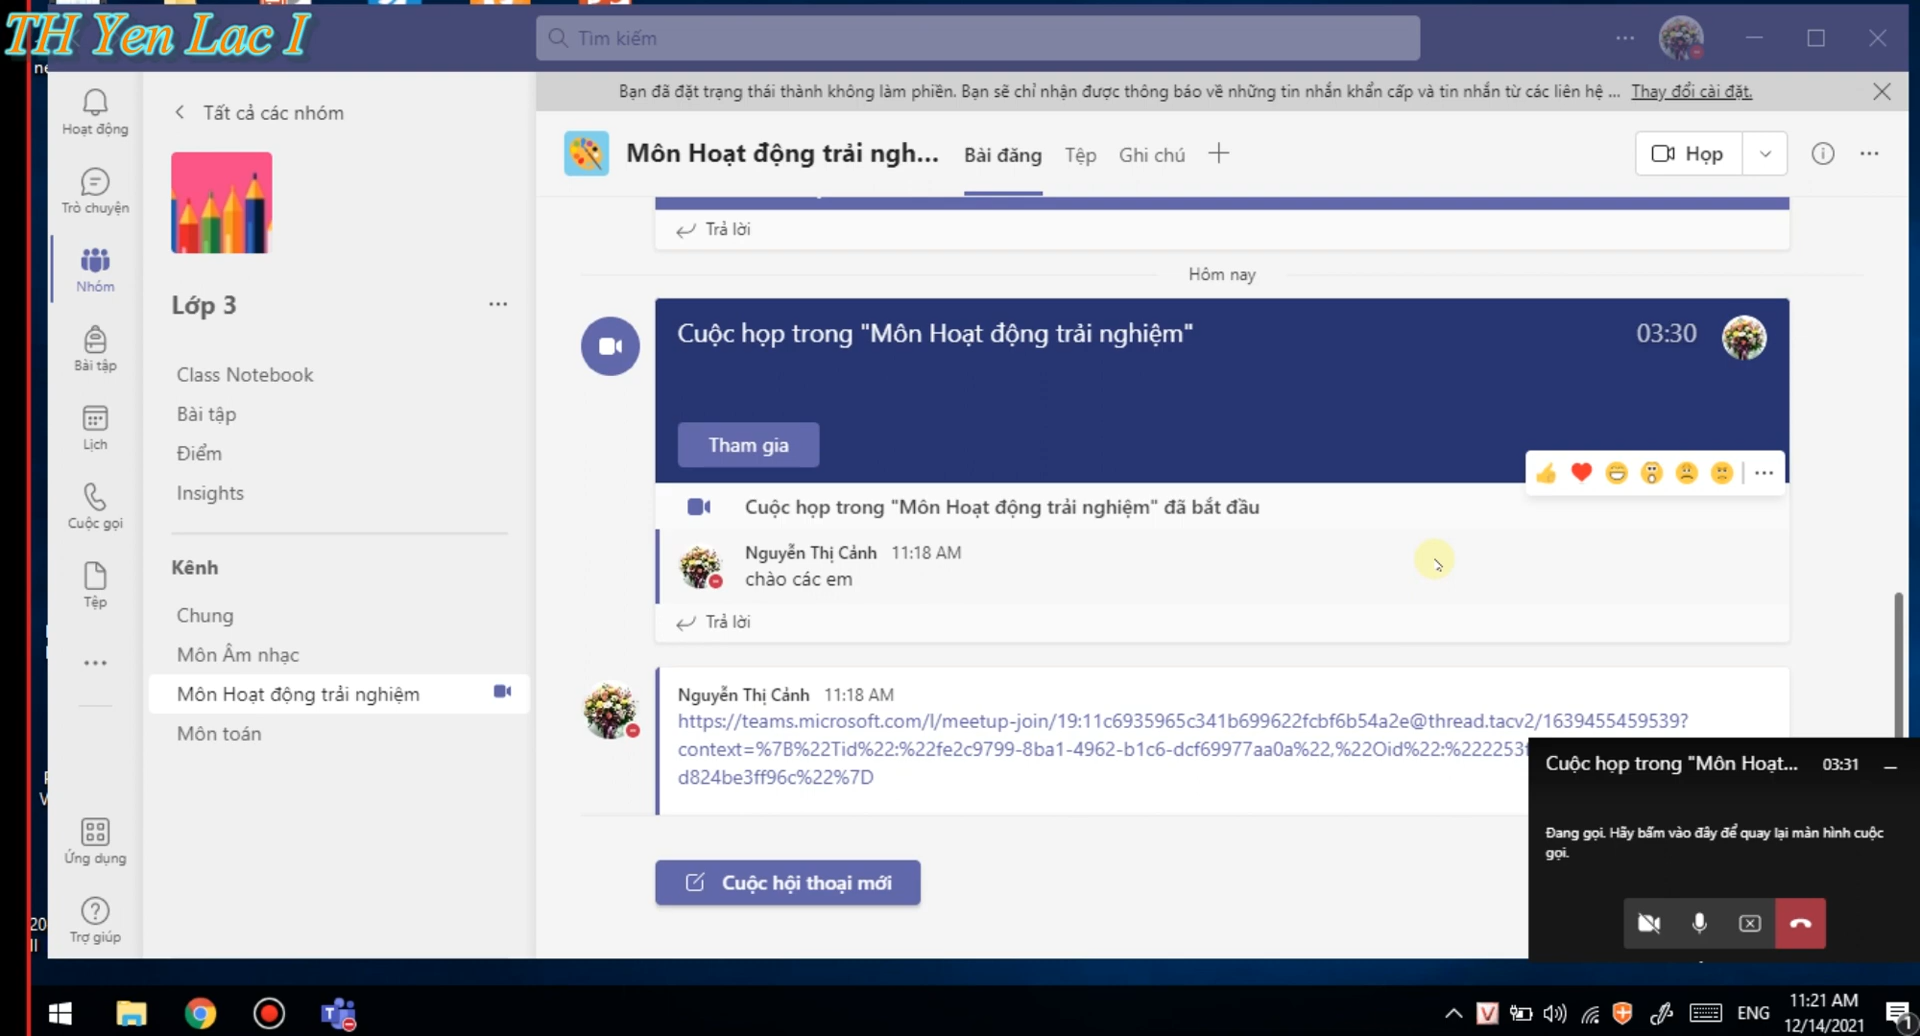 TH Yen Lac I
Tìm kiếm
Bạn đã đặt trạng thái thành không làm phiền. Bạn sẽ chỉ nhận được thông báo về những tin nhắn khẩn cấp và tin nhắn từ các liên hệ ... Thay đổi cài đặt.
Hoạt động
Trò chuyện
Nhóm
Bài tập
Lịch
Cuộc gọi
Tệp
Ứng dụng
Trợ giúp
Tất cả các nhóm
Lớp 3
Class Notebook
Bài tập
Điểm
Insights
Kênh
Chung
Môn Âm nhạc
Môn Hoạt động trải nghiệm
Môn toán
Môn Hoạt động trải ngh... Bài đăng Tệp Ghi chú
Họp
Trả lời
Hôm nay
Cuộc họp trong "Môn Hoạt động trải nghiệm" 03:30
Tham gia
Cuộc họp trong "Môn Hoạt động trải nghiệm" đã bắt đầu
Nguyễn Thị Cảnh 11:18 AM
chào các em
Trả lời
Nguyễn Thị Cảnh 11:18 AM
https://teams.microsoft.com/l/meetup-join/19:11c6935965c341b699622fcbf6b54a2e@thread.tacv2/1639455459539?
context=%7B%22Tid%22:%22fe2c9799-8ba1-4962-b1c6-dcf69977aa0a%22,%22Oid%22:%222253
d824be3ff96c%22%7D
Cuộc hội thoại mới
Cuộc họp trong "Môn Hoạt... 03:31
Đang gọi. Hãy bấm vào đây để quay lại màn hình cuộc
gọi.
ENG
11:21 AM
12/14/2021
1